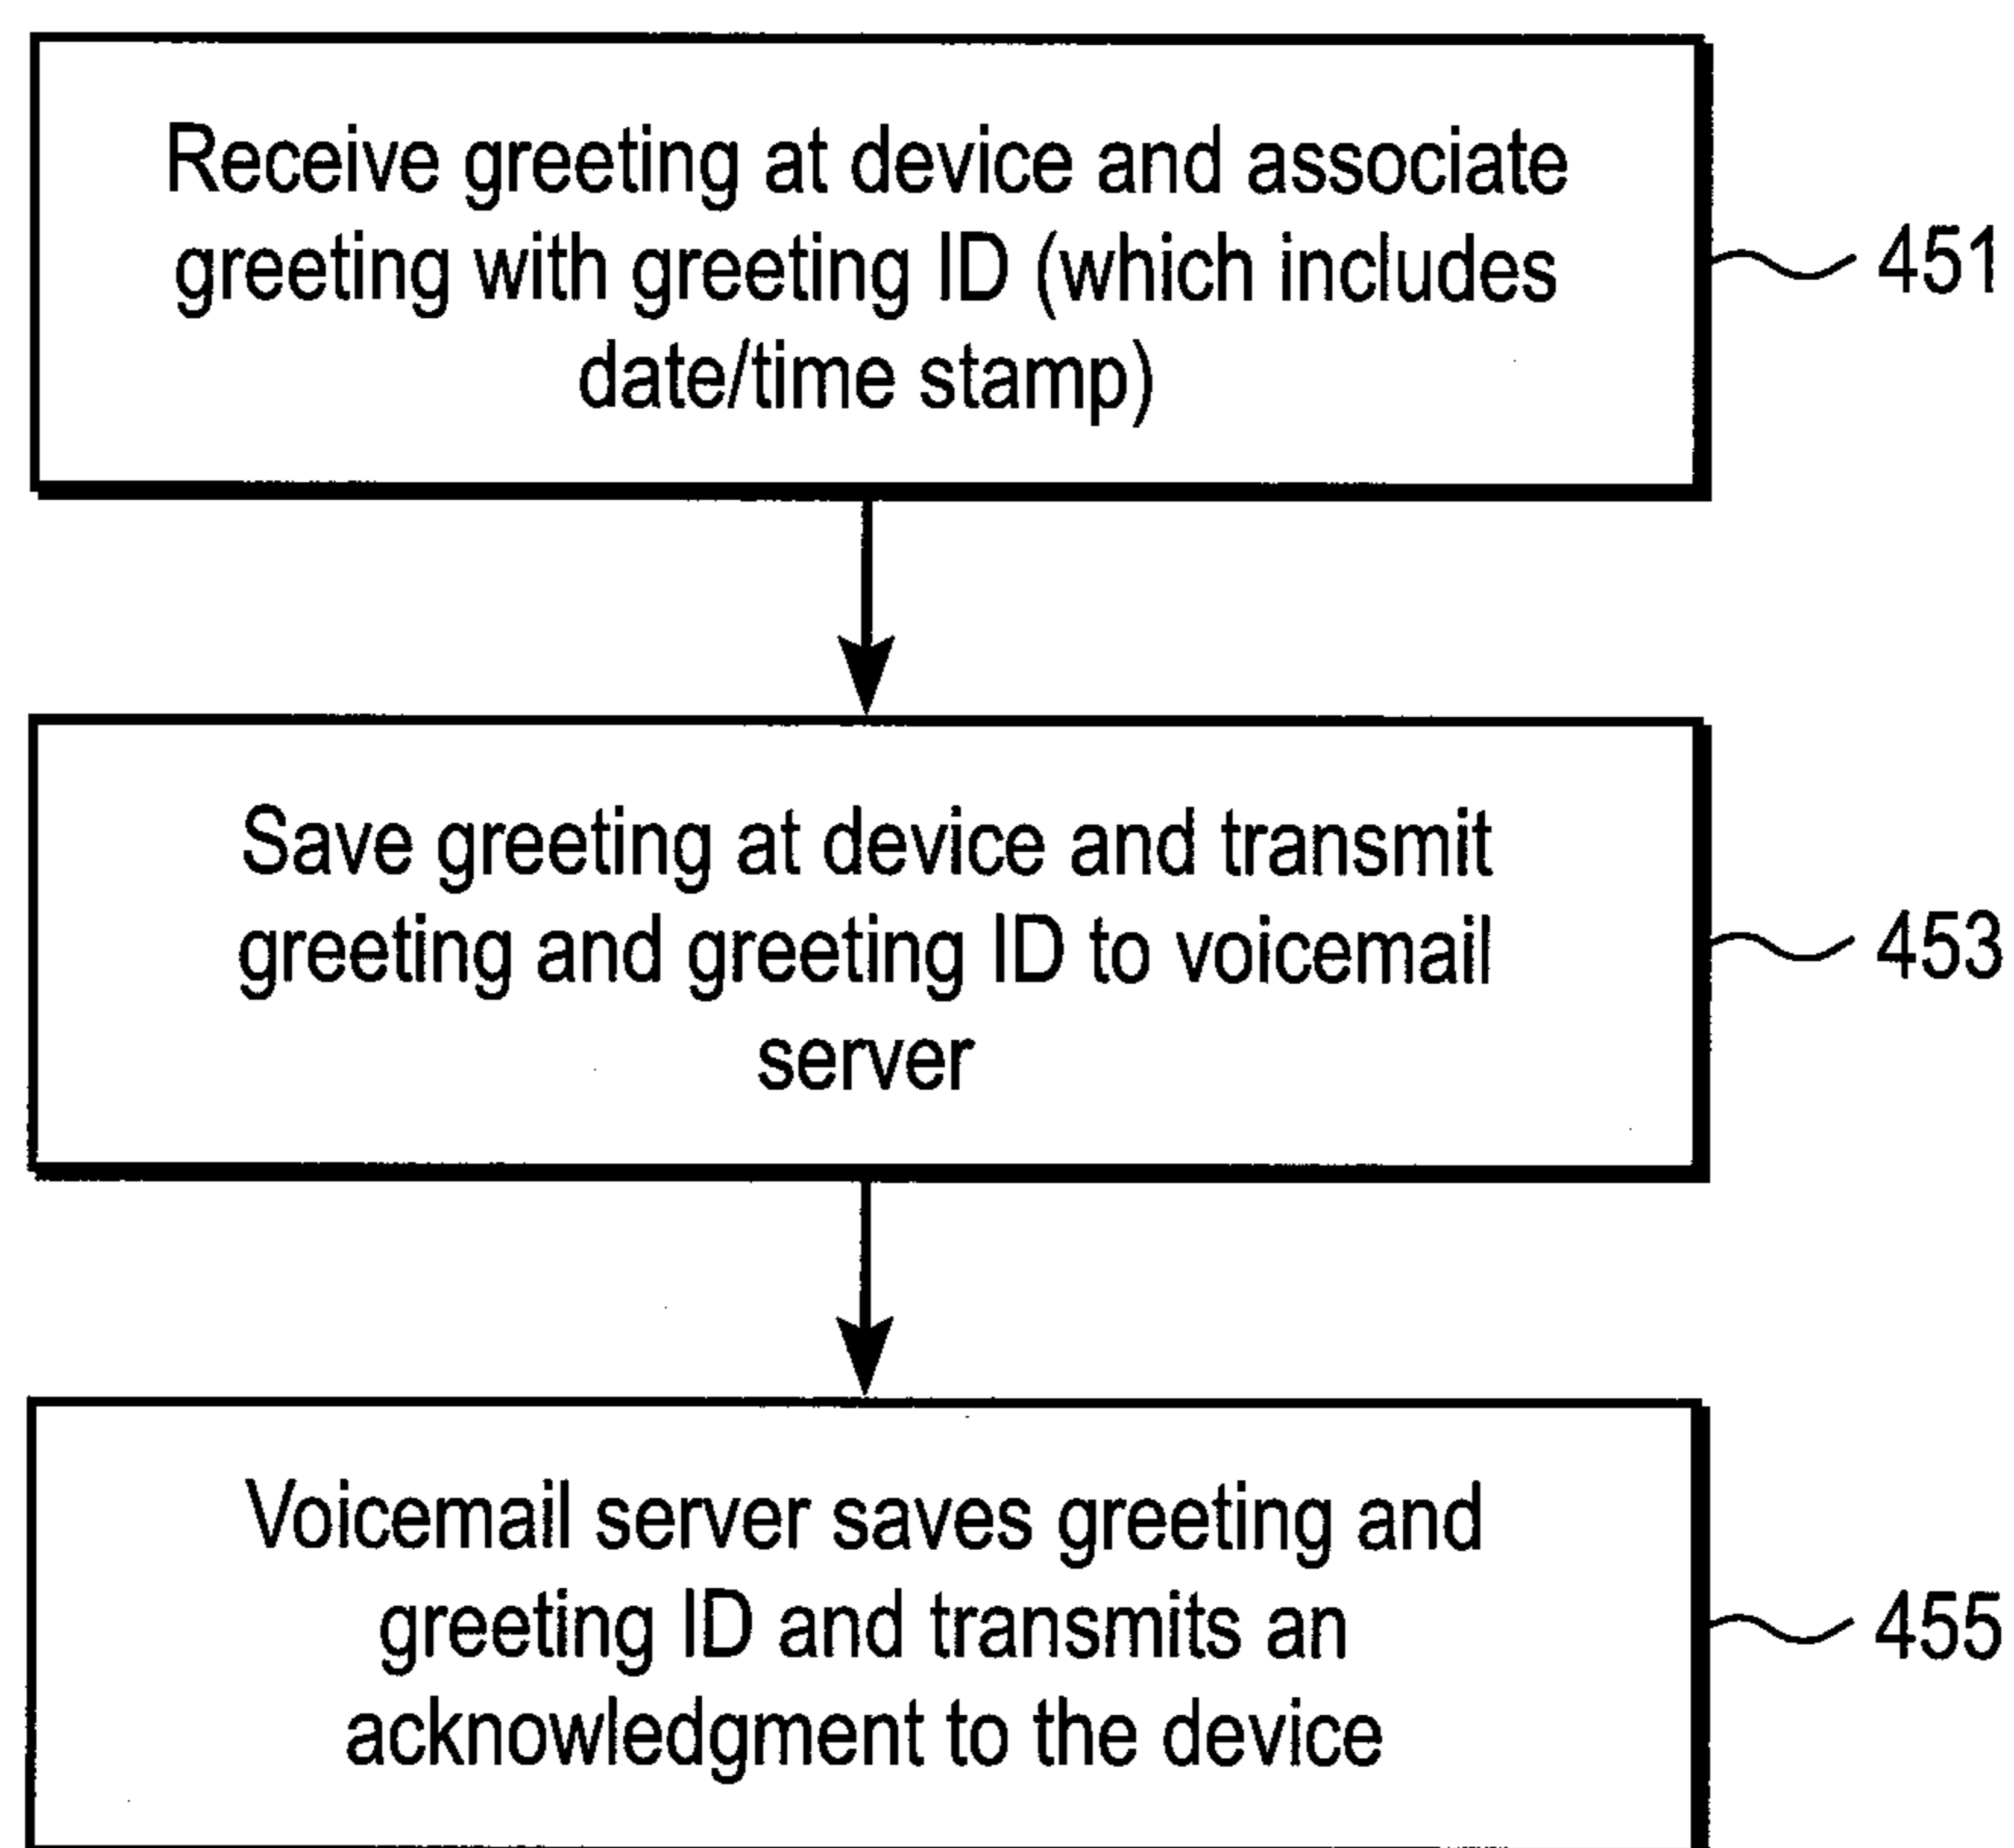 Receive greeting at device and associate
greeting with greeting ID (which includes
date/time stamp)
451
Save greeting at device and transmit
greeting and greeting ID to voicemail
server
453
Voicemail server saves greeting and
greeting ID and transmits an
acknowledgment to the device
455